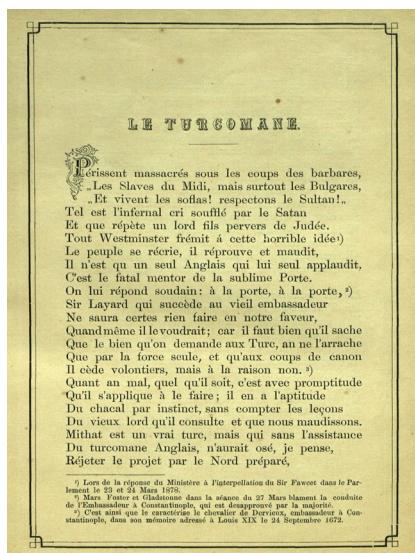 LE TURCOMANE.
Périssent massacrés sous les coups des barbares,
„Les Slaves du Midi, mais surtout les Bulgares,
„Et vivent les soflas! respectons le Sultan!„
Tel est l'infernal cri soufflé par le Satan
Et que répète un lord fils pervers de Judée.
Tout Westminster frémit á cette horrible idée¹)
Le peuple se récrie, il réprouve et maudit,
Il n'est qu un seul Anglais qui lui seul applaudit,
C'est le fatal mentor de la sublime Porte.
On lui répond soudain: à la porte, à la porte,²)
Sir Layard qui succède au vieil embassadeur
Ne saura certes rien faire en notre faveur,
Quand même il le voudrait; car il faut bien qu'il sache
Que le bien qu'on demande aux Turc, an ne l'arrache
Que par la force seule, et qu'aux coups de canon
Il cède volontiers, mais à la raison non. ³)
Quant an mal, quel qu'il soit, c'est avec promptitude
Qu'il s'applique à le faire; il en a l'aptitude
Du chacal par instinct, sans compter les leçons
Du vieux lord qu'il consulte et que nous maudissons.
Mithat est un vrai turc, mais qui sans l'assistance
Du turcomane Anglais, n'aurait osé, je pense,
Réjeter le projet par le Nord préparé,
¹) Lors de la réponse du Ministère à l'interpellation du Sir Fawcet dans le Par-
lement le 23 et 24 Mars 1878.
²) Mars Foster et Gladstonne dans la séance du 27 Mars blament la conduite
de l'Embassadeur à Constantinople, qui est desapprouvé par la majorité.
³) C'est ainsi que le caractérise le chevalier de Dervieux, embassadeur à Con-
stantinople, dans son mémoire adressé à Louis XIX le 24 Septembre 1672.